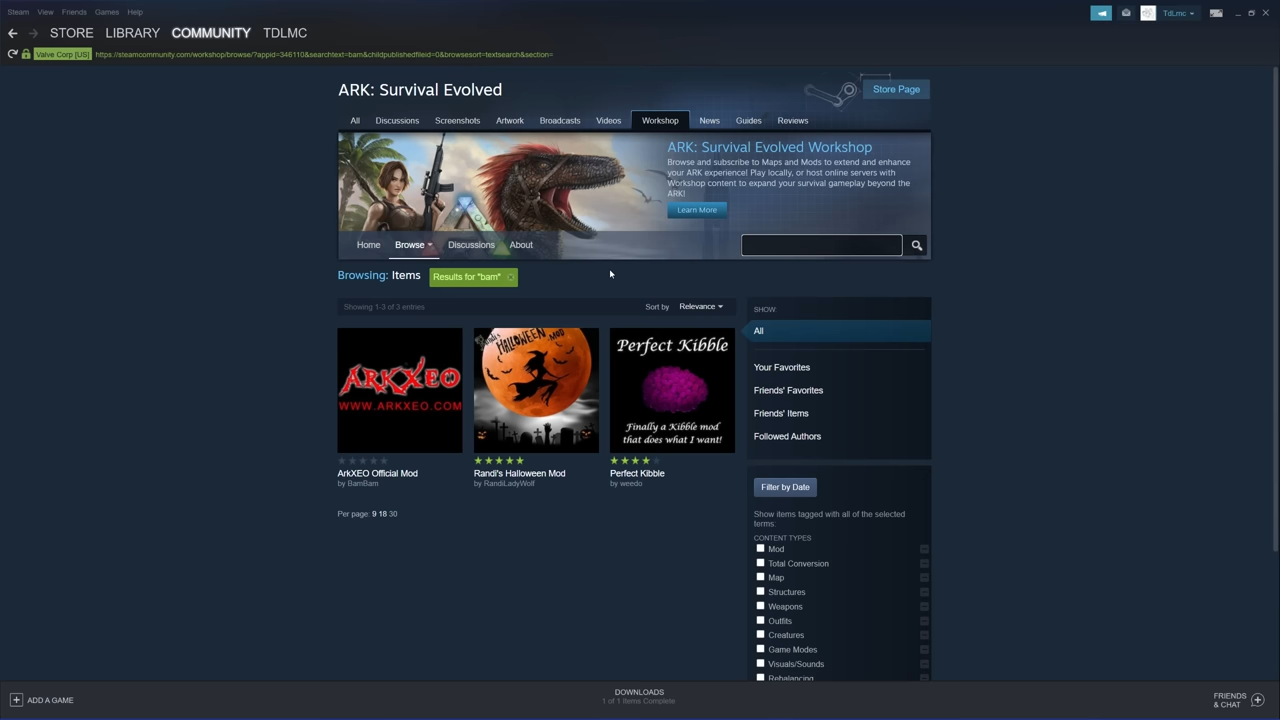 Steam View Friends Games Help
TdLmc
STORE LIBRARY COMMUNITY TDLMC
Valve Corp [US] https://steamcommunity.com/workshop/browse/?appid=346110&searchtext=bam&childpublishedfileid=0&browsesort=textsearch&section=
ARK: Survival Evolved
Store Page
All Discussions Screenshots Artwork Broadcasts Videos Workshop News Guides Reviews
ARK: Survival Evolved Workshop
Browse and subscribe to Maps and Mods to extend and enhance
your ARK experience! Play locally, or host online servers with
Workshop content to expand your survival gameplay beyond the
ARK!
Learn More
Home Browse Discussions About
Browsing: Items Results for "bam"
Showing 1-3 of 3 entries
Sort by Relevance
ARKXEO
WWW.ARKXEO.COM
Randi's
HALLOWEEN MOD
Perfect Kibble
Finally a Kibble mod
that does what I want!
ArkXEO Official Mod
by BamBam
Randi's Halloween Mod
by RandiLadyWolf
Perfect Kibble
by weedo
Per page: 9 18 30
SHOW:
All
Your Favorites
Friends' Favorites
Friends' Items
Followed Authors
Filter by Date
Show items tagged with all of the selected
terms:
CONTENT TYPES
Mod
Total Conversion
Map
Structures
Weapons
Outfits
Creatures
Game Modes
Visuals/Sounds
Rebalancing
ADD A GAME
DOWNLOADS
1 of 1 Items Complete
FRIENDS
& CHAT